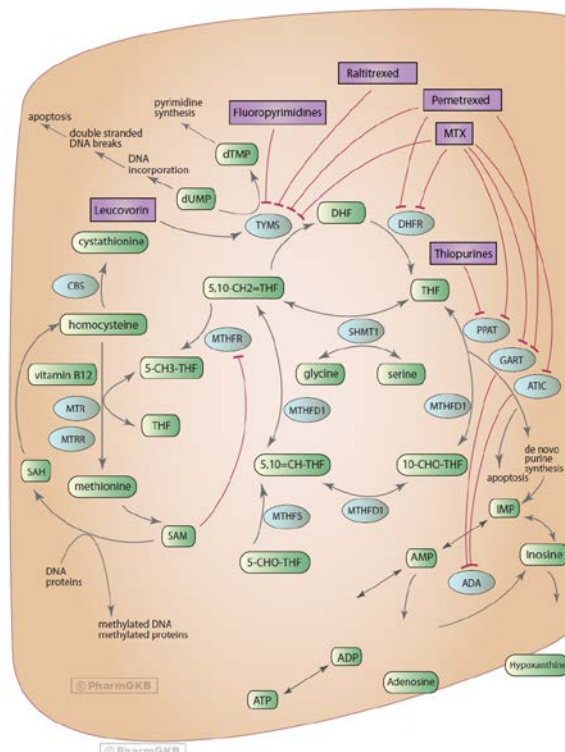 Raltitrexed
Pemetrexed
Fluoropyrimidines
MTX
pyrimidine
synthesis
apoptosis
double stranded
DNA breaks
DNA
incorporation
dTMP
dUMP
Leucovorin
TYMS
DHF
DHFR
cystathionine
Thiopurines
CBS
5,10-CH2=THF
THF
homocysteine
MTHFR
SHMT1
PPAT
GART
ATIC
vitamin B12
5-CH3-THF
glycine
serine
MTR
THF
MTHFD1
MTHFD1
MTRR
SAH
methionine
5,10=CH-THF
10-CHO-THF
apoptosis
de novo
purine
synthesis
SAM
MTHFS
MTHFD1
IMP
5-CHO-THF
AMP
Inosine
DNA
proteins
ADA
methylated DNA
methylated proteins
ADP
Adenosine
Hypoxanthine
ATP
© PharmGKB
© PharmGKB